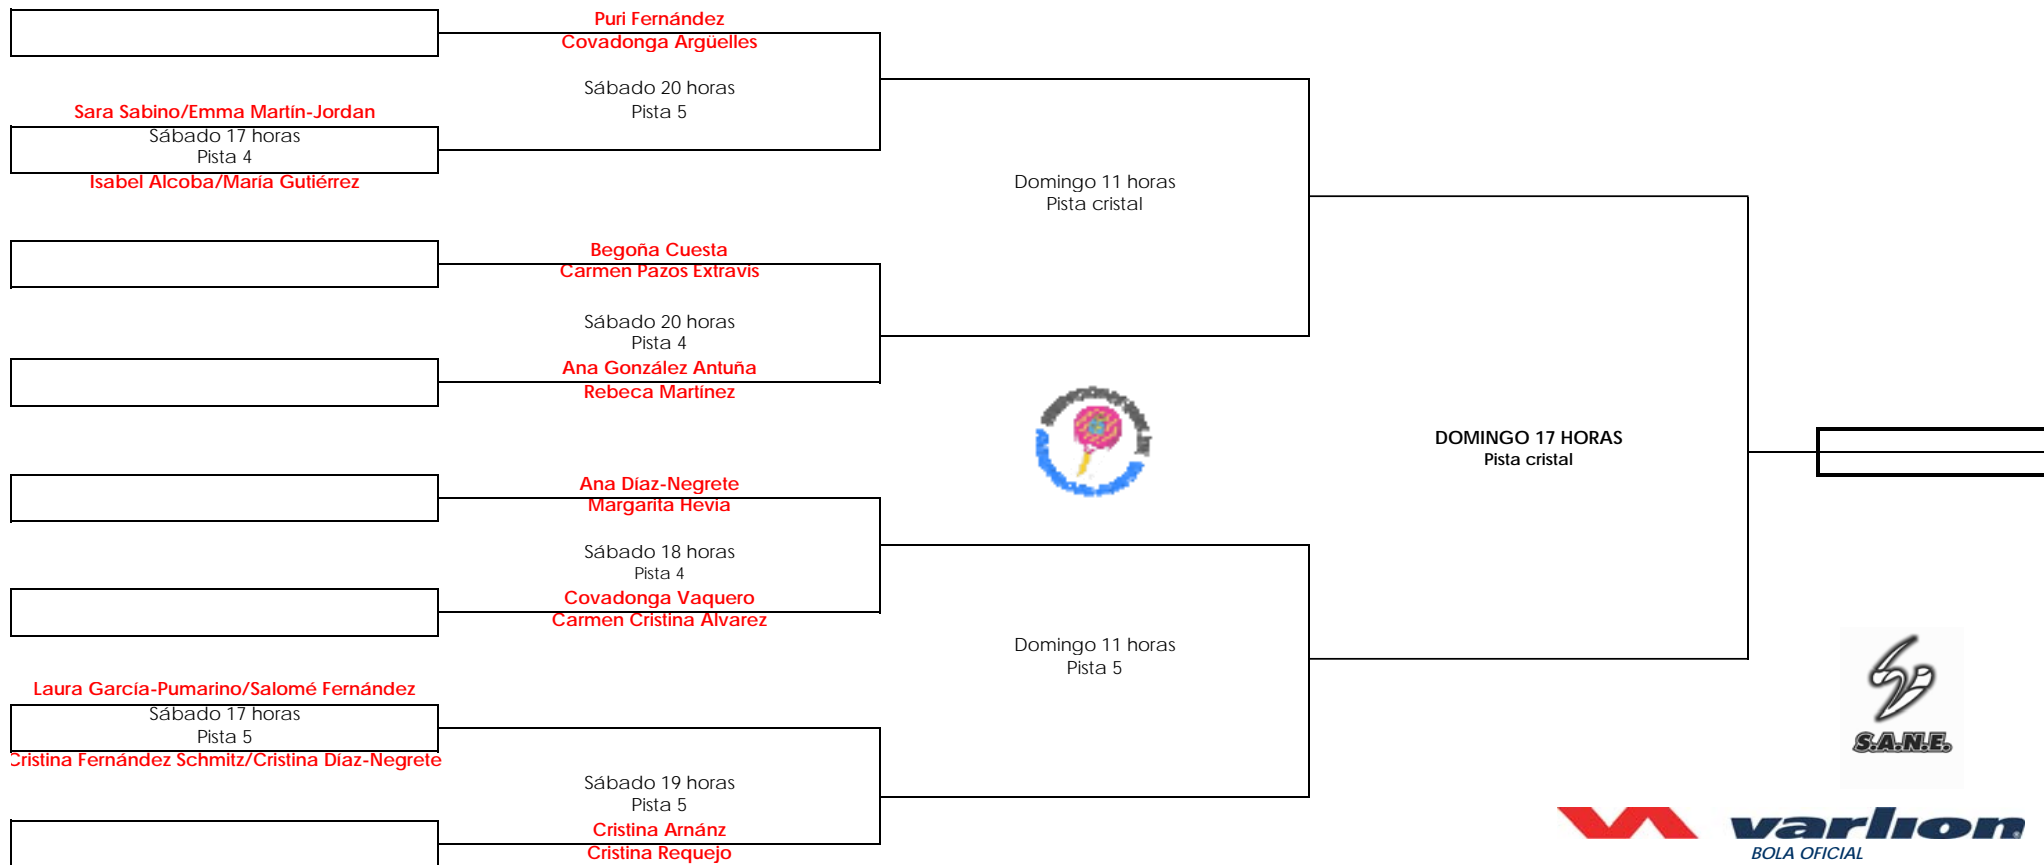 Puri Fernández
Covadonga Argüelles
Sábado 20 horas
Pista 5
Sara Sabino/Emma Martín-Jordan
Sábado 17 horas
Pista 4
Isabel Alcoba/María Gutiérrez
Domingo 11 horas
Pista cristal
Begoña Cuesta
Carmen Pazos Extravis
Sábado 20 horas
Pista 4
Ana González Antuña
Rebeca Martínez
DOMINGO 17 HORAS
Pista cristal
Ana Díaz-Negrete
Margarita Hevia
Sábado 18 horas
Pista 4
Covadonga Vaquero
Carmen Cristina Alvarez
Domingo 11 horas
Pista 5
Laura García-Pumarino/Salomé Fernández
Sábado 17 horas
Pista 5
Cristina Fernández Schmitz/Cristina Díaz-Negrete
Sábado 19 horas
Pista 5
Cristina Arnánz
Cristina Requejo
S.A.N.E.
varlion
BOLA OFICIAL